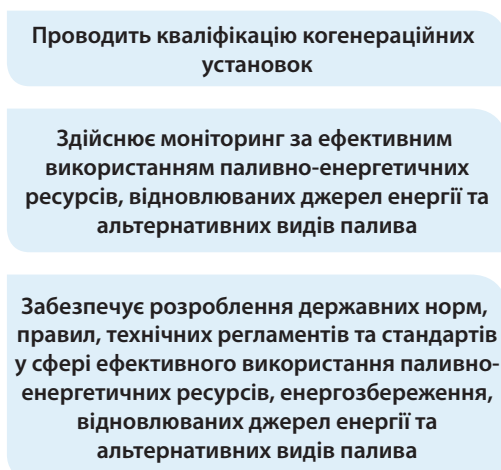 Проводить кваліфікацію когенераційних
установок
Здійснює моніторинг за ефективним
використанням паливно-енергетичних
ресурсів, відновлюваних джерел енергії та
альтернативних видів палива
Забезпечує розроблення державних норм,
правил, технічних регламентів та стандартів
у сфері ефективного використання паливно-
енергетичних ресурсів, енергозбереження,
відновлюваних джерел енергії та
альтернативних видів палива